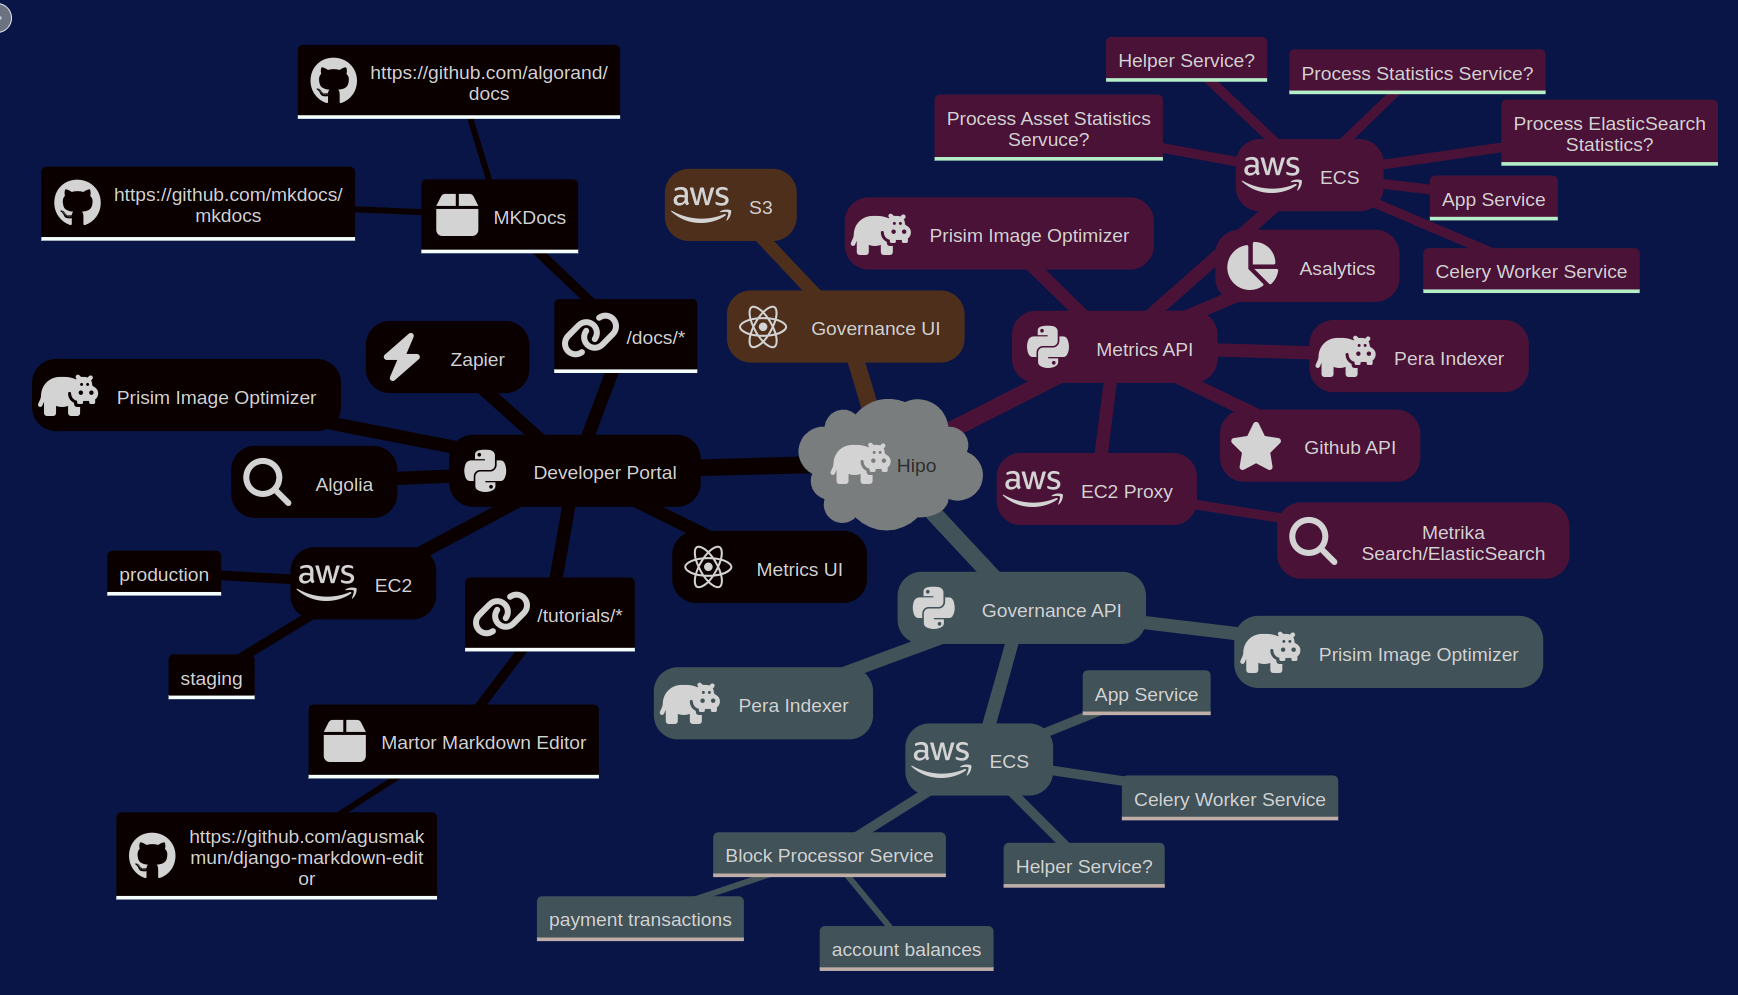 https://github.com/algorand/
docs
https://github.com/mkdocs/
mkdocs
MKDocs
/docs/*
Zapier
Prisim Image Optimizer
Algolia
Developer Portal
aws
EC2
production
staging
/tutorials/*
Martor Markdown Editor
https://github.com/agusmak
mun/django-markdown-edit
or
Metrics UI
aws
S3
Governance UI
Hipo
Helper Service?
Process Statistics Service?
Process Asset Statistics
Servuce?
Process ElasticSearch
Statistics?
aws
ECS
App Service
Celery Worker Service
Prisim Image Optimizer
Asalytics
Metrics API
Pera Indexer
Github API
aws
EC2 Proxy
Metrika
Search/ElasticSearch
Governance API
Prisim Image Optimizer
Pera Indexer
App Service
aws
ECS
Celery Worker Service
Block Processor Service
Helper Service?
payment transactions
account balances